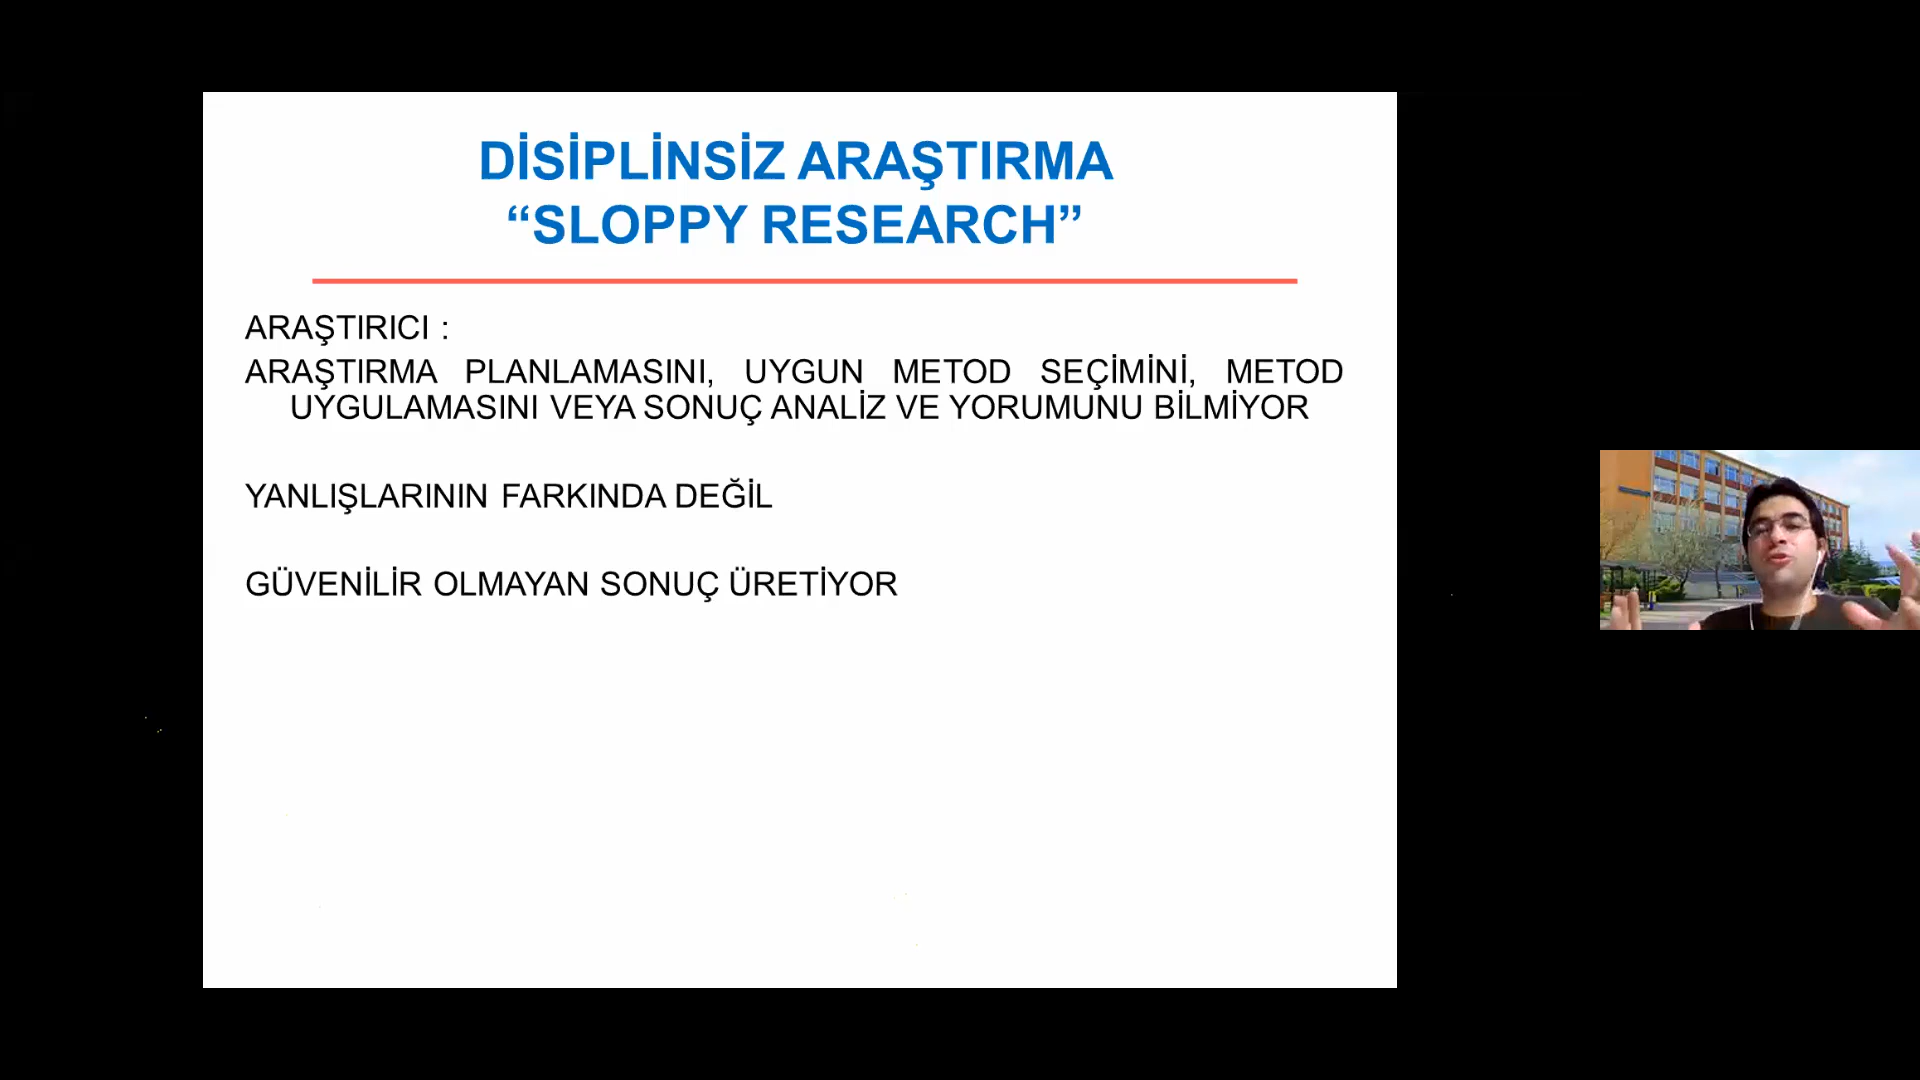 DİSİPLİNSİZ ARAŞTIRMA
“SLOPPY RESEARCH”
ARAŞTIRICI :
ARAŞTIRMA PLANLAMASINI, UYGUN METOD SEÇİMİNİ, METOD
UYGULAMASINI VEYA SONUÇ ANALİZ VE YORUMUNU BİLMİYOR
YANLIŞLARININ FARKINDA DEĞİL
GÜVENİLİR OLMAYAN SONUÇ ÜRETİYOR